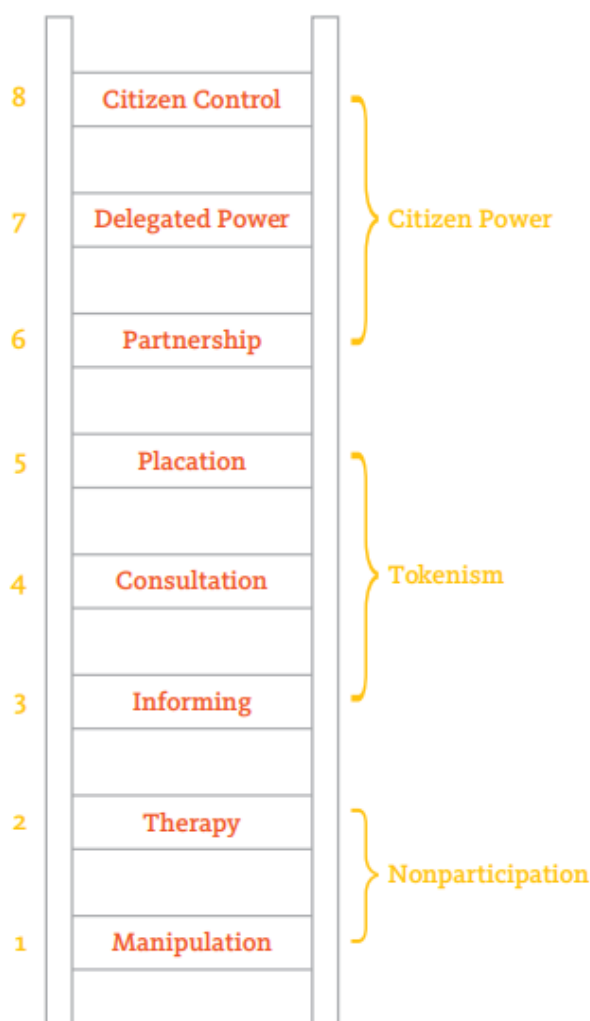 8 Citizen Control
7 Delegated Power Citizen Power
6 Partnership
5 Placation
4 Consultation Tokenism
3 Informing
2 Therapy
Nonparticipation
1 Manipulation